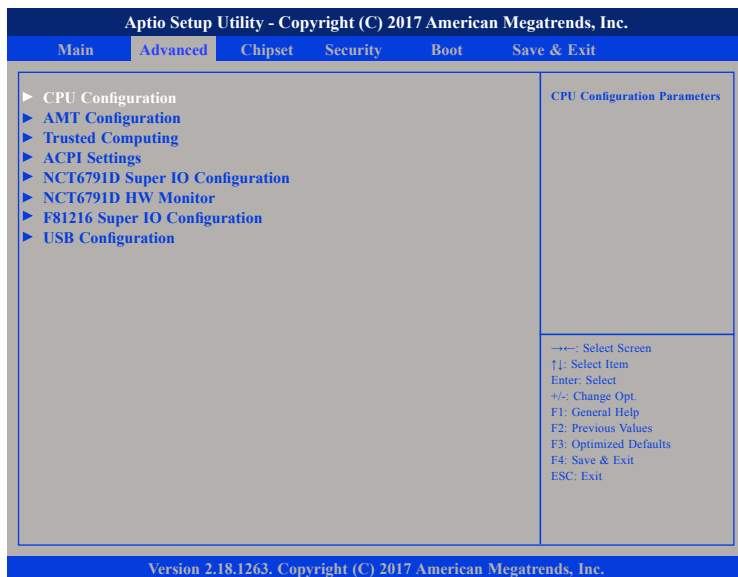 Aptio Setup Utility - Copyright (C) 2017 American Megatrends, Inc.
Main Advanced Chipset Security Boot Save & Exit
► CPU Configuration
► AMT Configuration
► Trusted Computing
► ACPI Settings
► NCT6791D Super IO Configuration
► NCT6791D HW Monitor
► F81216 Super IO Configuration
► USB Configuration
CPU Configuration Parameters
→←: Select Screen
↑↓: Select Item
Enter: Select
+/-: Change Opt.
F1: General Help
F2: Previous Values
F3: Optimized Defaults
F4: Save & Exit
ESC: Exit
Version 2.18.1263. Copyright (C) 2017 American Megatrends, Inc.